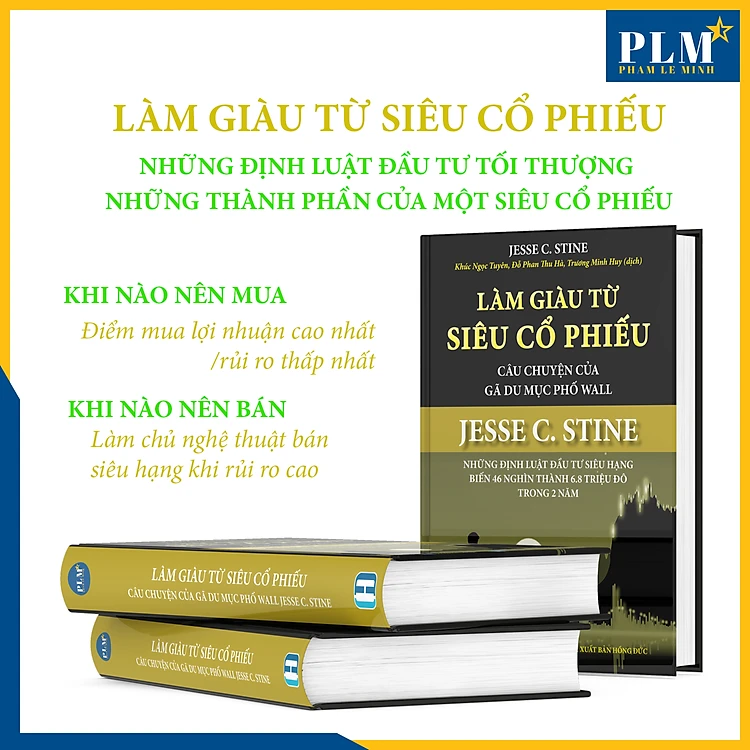 PLM
PHAM LE MINH
LÀM GIÀU TỪ SIÊU CỔ PHIẾU
NHỮNG ĐỊNH LUẬT ĐẦU TƯ TỐI THƯỢNG
NHỮNG THÀNH PHẦN CỦA MỘT SIÊU CỔ PHIẾU
KHI NÀO NÊN MUA
Điểm mua lợi nhuận cao nhất
/rủi ro thấp nhất
KHI NÀO NÊN BÁN
Làm chủ nghệ thuật bán
siêu hạng khi rủi ro cao
JESSE C. STINE
Khúc Ngọc Tuyên, Đỗ Phan Thu Hà, Trương Minh Huy (dịch)
LÀM GIÀU TỪ
SIÊU CỔ PHIẾU
CÂU CHUYỆN CỦA
GÃ DU MỤC PHỐ WALL
JESSE C. STINE
NHỮNG ĐỊNH LUẬT ĐẦU TƯ SIÊU HẠNG
BIẾN 46 NGHÌN THÀNH 6.8 TRIỆU ĐÔ
TRONG 2 NĂM
XUẤT BẢN HỒNG ĐỨC
PLM
LÀM GIÀU TỪ SIÊU CỔ PHIẾU
CÂU CHUYỆN CỦA GÃ DU MỤC PHỐ WALL JESSE C. STINE
H
PLM
LÀM GIÀU TỪ SIÊU CỔ PHIẾU
CÂU CHUYỆN CỦA GÃ DU MỤC PHỐ WALL JESSE C. STINE
H